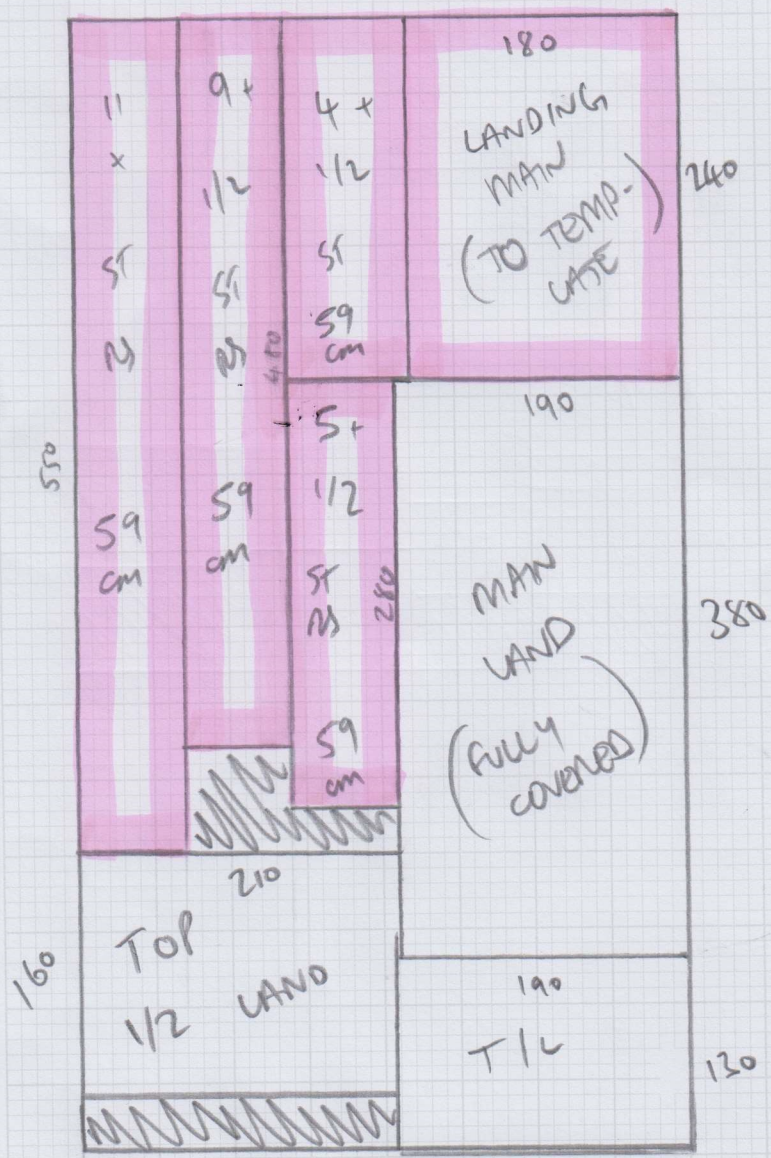 11
x
ST
RS
59
cm
550
9+
1/2
ST
RS
480
59
cm
4+
1/2
ST
59
cm
180
LANDING
MAIN
(TO TEMP-
LATE)
240
5+
1/2
ST
RS
280
59
cm
190
MAIN
LAND
(FULLY
COVERED)
380
210
TOP
1/2 LAND
160
190
T/L
130